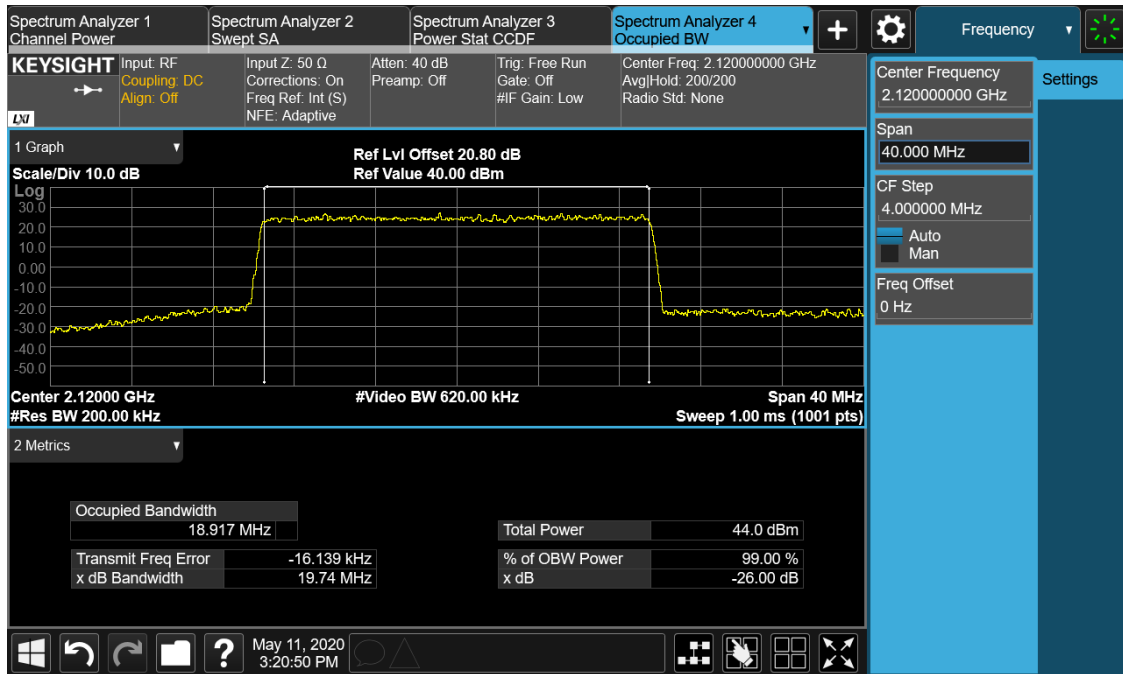 Spectrum Analyzer 1
Channel Power
Spectrum Analyzer 2
Swept SA
Spectrum Analyzer 3
Power Stat CCDF
Spectrum Analyzer 4
Occupied BW
Frequency
KEYSIGHT
LXI
Input: RF
Coupling: DC
Align: Off
Input Z: 50 Ω
Corrections: On
Freq Ref: Int (S)
NFE: Adaptive
Atten: 40 dB
Preamp: Off
Trig: Free Run
Gate: Off
#IF Gain: Low
Center Freq: 2.120000000 GHz
Avg|Hold: 200/200
Radio Std: None
Center Frequency
2.120000000 GHz
Settings
Span
40.000 MHz
CF Step
4.000000 MHz
Auto
Man
Freq Offset
0 Hz
1 Graph
Scale/Div 10.0 dB
Ref Lvl Offset 20.80 dB
Ref Value 40.00 dBm
Log
30.0
20.0
10.0
0.00
-10.0
-20.0
-30.0
-40.0
-50.0
Center 2.12000 GHz
#Video BW 620.00 kHz
Span 40 MHz
#Res BW 200.00 kHz
Sweep 1.00 ms (1001 pts)
2 Metrics
Occupied Bandwidth
18.917 MHz
Total Power 44.0 dBm
Transmit Freq Error -16.139 kHz
% of OBW Power 99.00 %
x dB Bandwidth 19.74 MHz
x dB -26.00 dB
?
May 11, 2020
3:20:50 PM